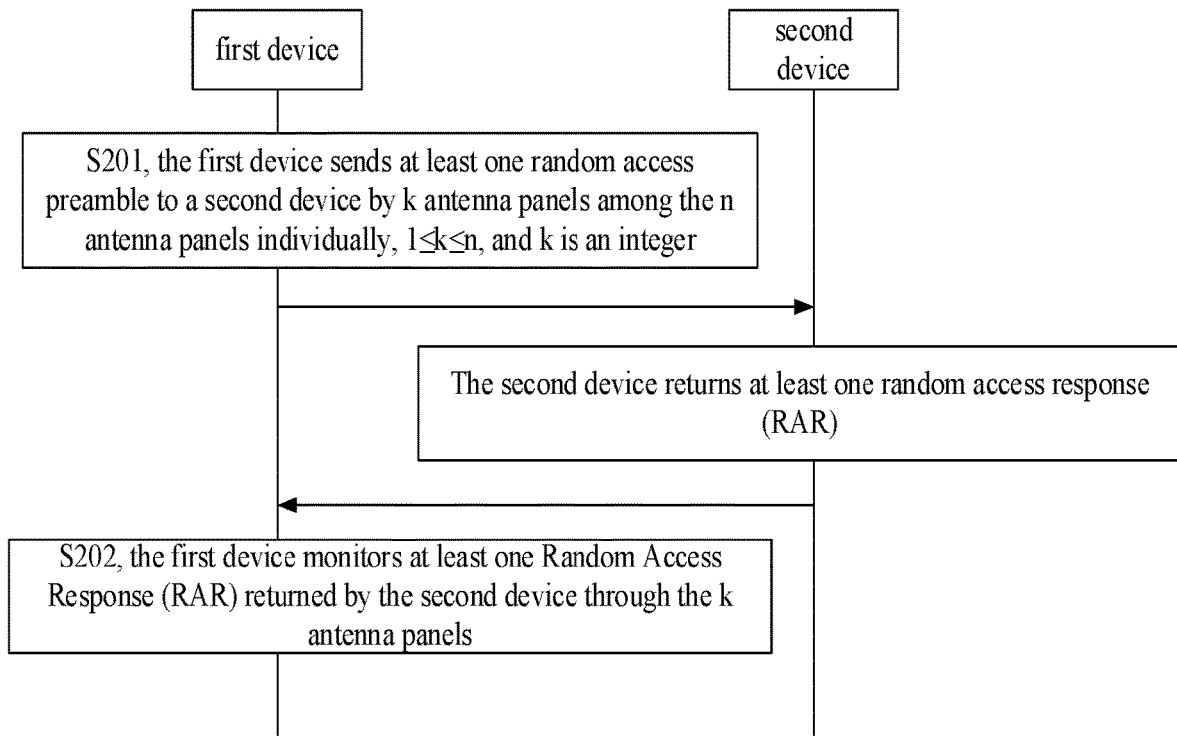 first device
second
device
S201, the first device sends at least one random access
preamble to a second device by k antenna panels among the n
antenna panels individually, 1≤k≤n, and k is an integer
The second device returns at least one random access response
(RAR)
S202, the first device monitors at least one Random Access
Response (RAR) returned by the second device through the k
antenna panels